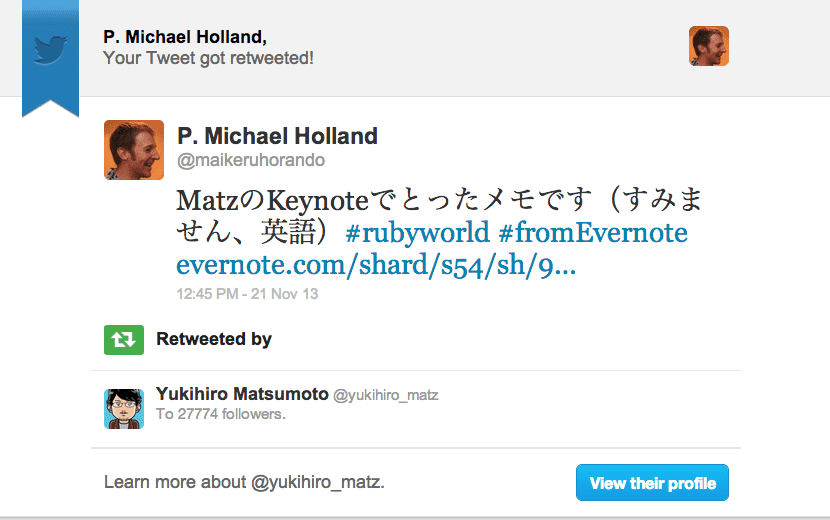 P. Michael Holland,
Your Tweet got retweeted!
P. Michael Holland
@maikeruhorando
MatzのKeynoteでとったメモです（すみま
せん、英語）#rubyworld #fromEvernote
evernote.com/shard/s54/sh/9...
12:45 PM - 21 Nov 13
Retweeted by
Yukihiro Matsumoto @yukihiro_matz
To 27774 followers.
Learn more about @yukihiro_matz.
View their profile